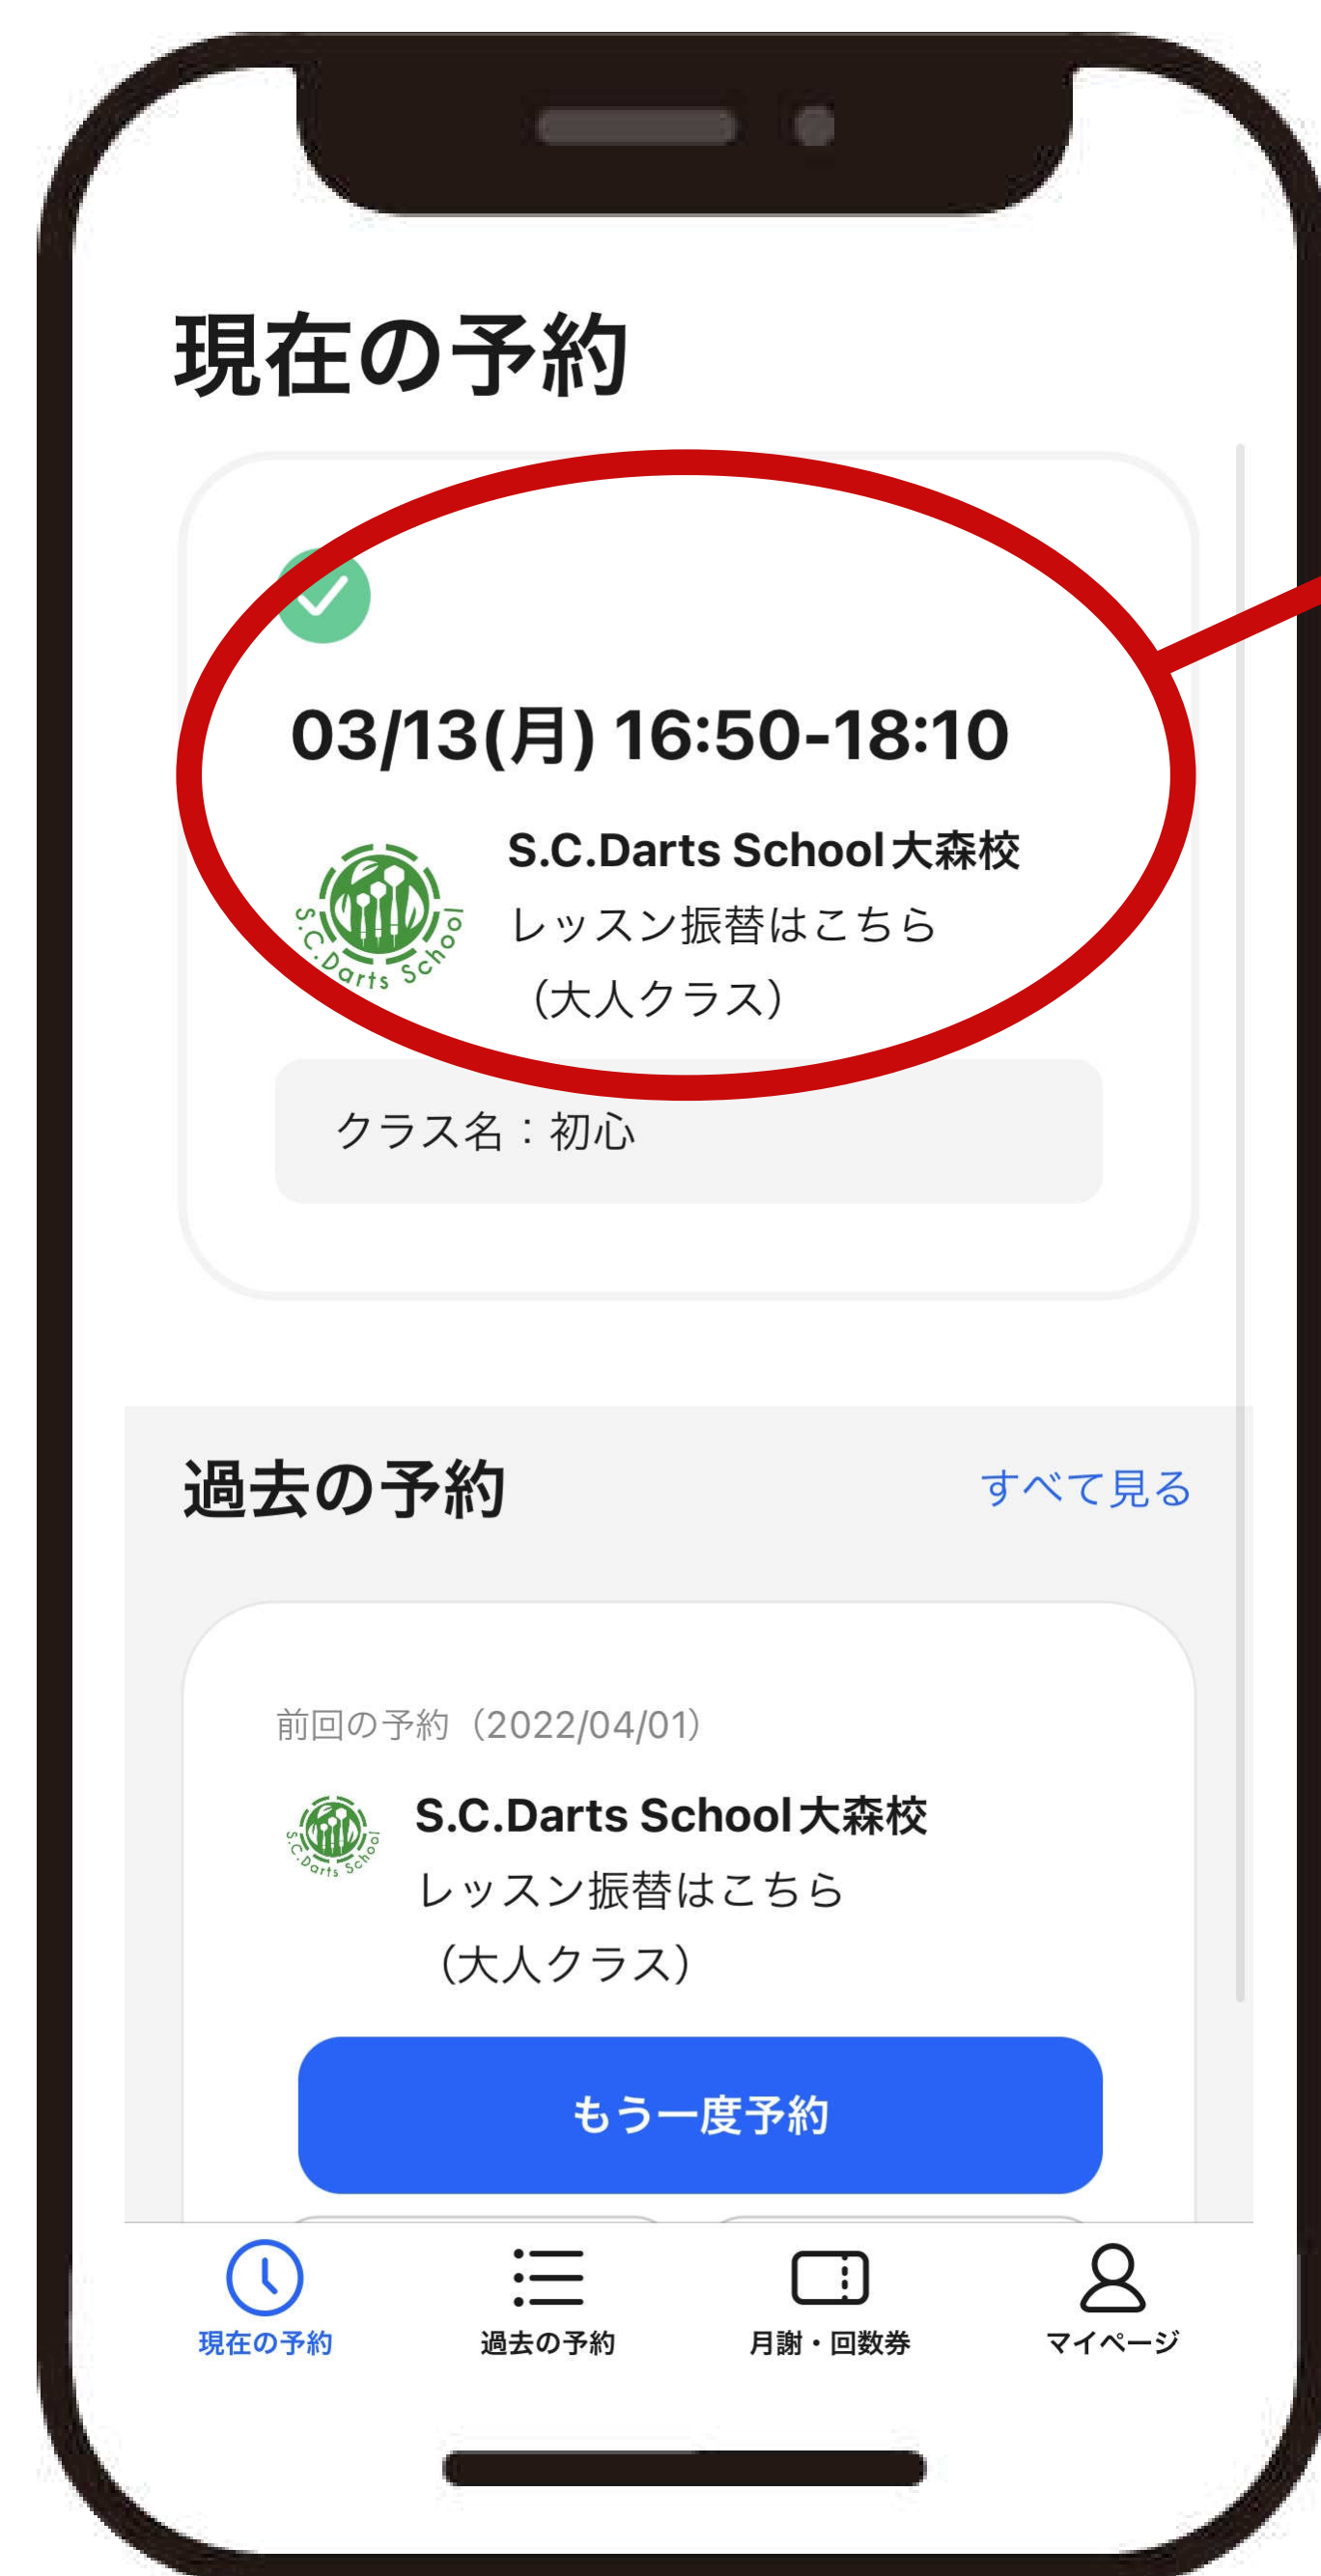 現在の予約
03/13(月) 16:50-18:10
S.C.Darts School大森校
レッスン振替はこちら
（大人クラス）
S.C.Darts School
クラス名：初心
過去の予約
すべて見る
前回の予約（2022/04/01）
S.C.Darts School大森校
レッスン振替はこちら
（大人クラス）
S.C.Darts School
もう一度予約
現在の予約
過去の予約
月謝・回数券
マイページ